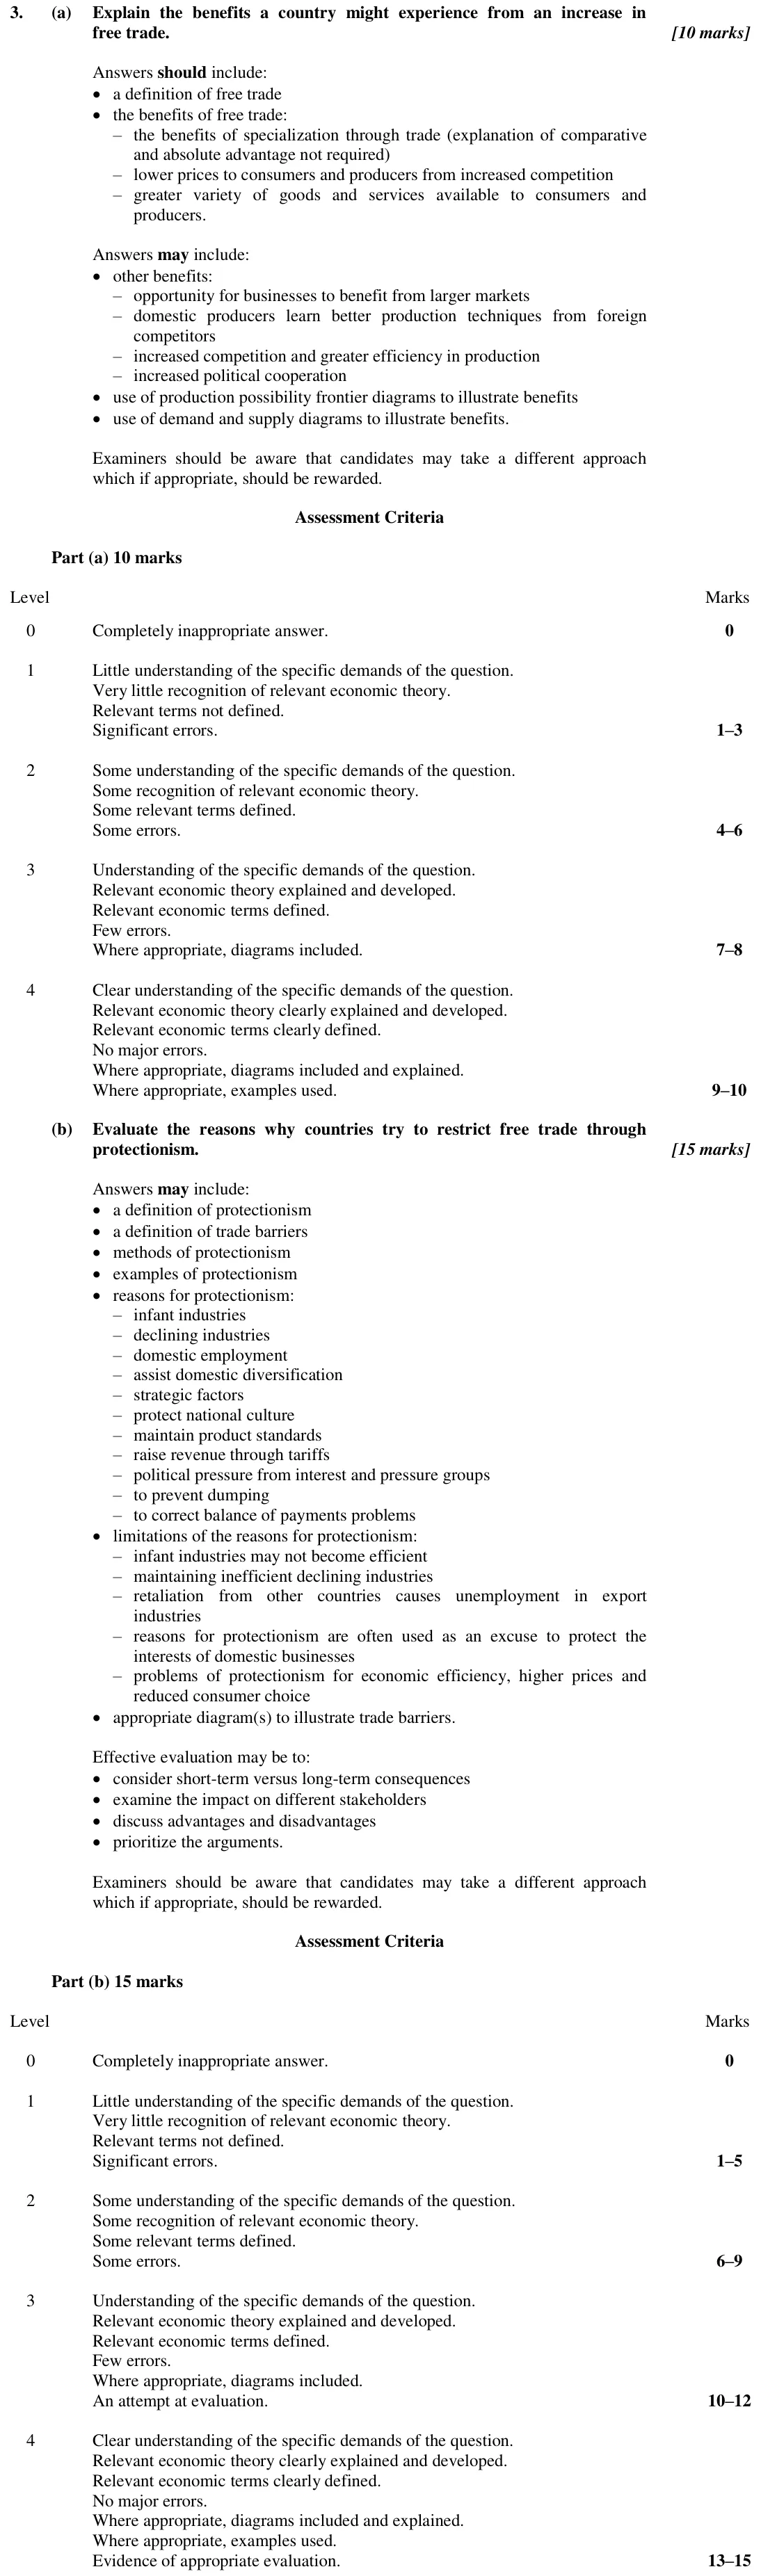 3. (a) Explain the benefits a country might experience from an increase in
free trade. [10 marks]
Answers should include:
• a definition of free trade
• the benefits of free trade:
– the benefits of specialization through trade (explanation of comparative
and absolute advantage not required)
– lower prices to consumers and producers from increased competition
– greater variety of goods and services available to consumers and
producers.
Answers may include:
• other benefits:
– opportunity for businesses to benefit from larger markets
– domestic producers learn better production techniques from foreign
competitors
– increased competition and greater efficiency in production
– increased political cooperation
• use of production possibility frontier diagrams to illustrate benefits
• use of demand and supply diagrams to illustrate benefits.
Examiners should be aware that candidates may take a different approach
which if appropriate, should be rewarded.
Assessment Criteria
Part (a) 10 marks
Level Marks
0 Completely inappropriate answer. 0
1 Little understanding of the specific demands of the question.
Very little recognition of relevant economic theory.
Relevant terms not defined.
Significant errors. 1–3
2 Some understanding of the specific demands of the question.
Some recognition of relevant economic theory.
Some relevant terms defined.
Some errors. 4–6
3 Understanding of the specific demands of the question.
Relevant economic theory explained and developed.
Relevant economic terms defined.
Few errors.
Where appropriate, diagrams included. 7–8
4 Clear understanding of the specific demands of the question.
Relevant economic theory clearly explained and developed.
Relevant economic terms clearly defined.
No major errors.
Where appropriate, diagrams included and explained.
Where appropriate, examples used. 9–10
(b) Evaluate the reasons why countries try to restrict free trade through
protectionism. [15 marks]
Answers may include:
• a definition of protectionism
• a definition of trade barriers
• methods of protectionism
• examples of protectionism
• reasons for protectionism:
– infant industries
– declining industries
– domestic employment
– assist domestic diversification
– strategic factors
– protect national culture
– maintain product standards
– raise revenue through tariffs
– political pressure from interest and pressure groups
– to prevent dumping
– to correct balance of payments problems
• limitations of the reasons for protectionism:
– infant industries may not become efficient
– maintaining inefficient declining industries
– retaliation from other countries causes unemployment in export
industries
– reasons for protectionism are often used as an excuse to protect the
interests of domestic businesses
– problems of protectionism for economic efficiency, higher prices and
reduced consumer choice
• appropriate diagram(s) to illustrate trade barriers.
Effective evaluation may be to:
• consider short-term versus long-term consequences
• examine the impact on different stakeholders
• discuss advantages and disadvantages
• prioritize the arguments.
Examiners should be aware that candidates may take a different approach
which if appropriate, should be rewarded.
Assessment Criteria
Part (b) 15 marks
Level Marks
0 Completely inappropriate answer. 0
1 Little understanding of the specific demands of the question.
Very little recognition of relevant economic theory.
Relevant terms not defined.
Significant errors. 1–5
2 Some understanding of the specific demands of the question.
Some recognition of relevant economic theory.
Some relevant terms defined.
Some errors. 6–9
3 Understanding of the specific demands of the question.
Relevant economic theory explained and developed.
Relevant economic terms defined.
Few errors.
Where appropriate, diagrams included.
An attempt at evaluation. 10–12
4 Clear understanding of the specific demands of the question.
Relevant economic theory clearly explained and developed.
Relevant economic terms clearly defined.
No major errors.
Where appropriate, diagrams included and explained.
Where appropriate, examples used.
Evidence of appropriate evaluation. 13–15